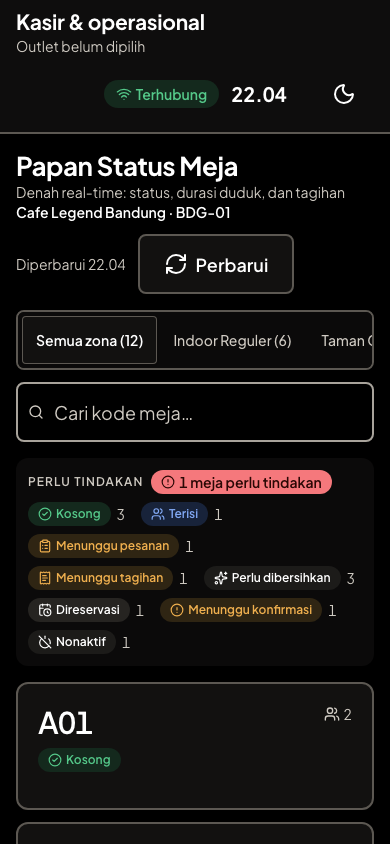 Kasir & operasional
Outlet belum dipilih
Terhubung 22.04
Papan Status Meja
Denah real-time: status, durasi duduk, dan tagihan
Cafe Legend Bandung · BDG-01
Diperbarui 22.04 Perbarui
Semua zona (12) Indoor Reguler (6) Taman
Cari kode meja…
PERLU TINDAKAN 1 meja perlu tindakan
Kosong 3 Terisi 1
Menunggu pesanan 1
Menunggu tagihan 1 Perlu dibersihkan 3
Direservasi 1 Menunggu konfirmasi 1
Nonaktif 1
A01 2
Kosong